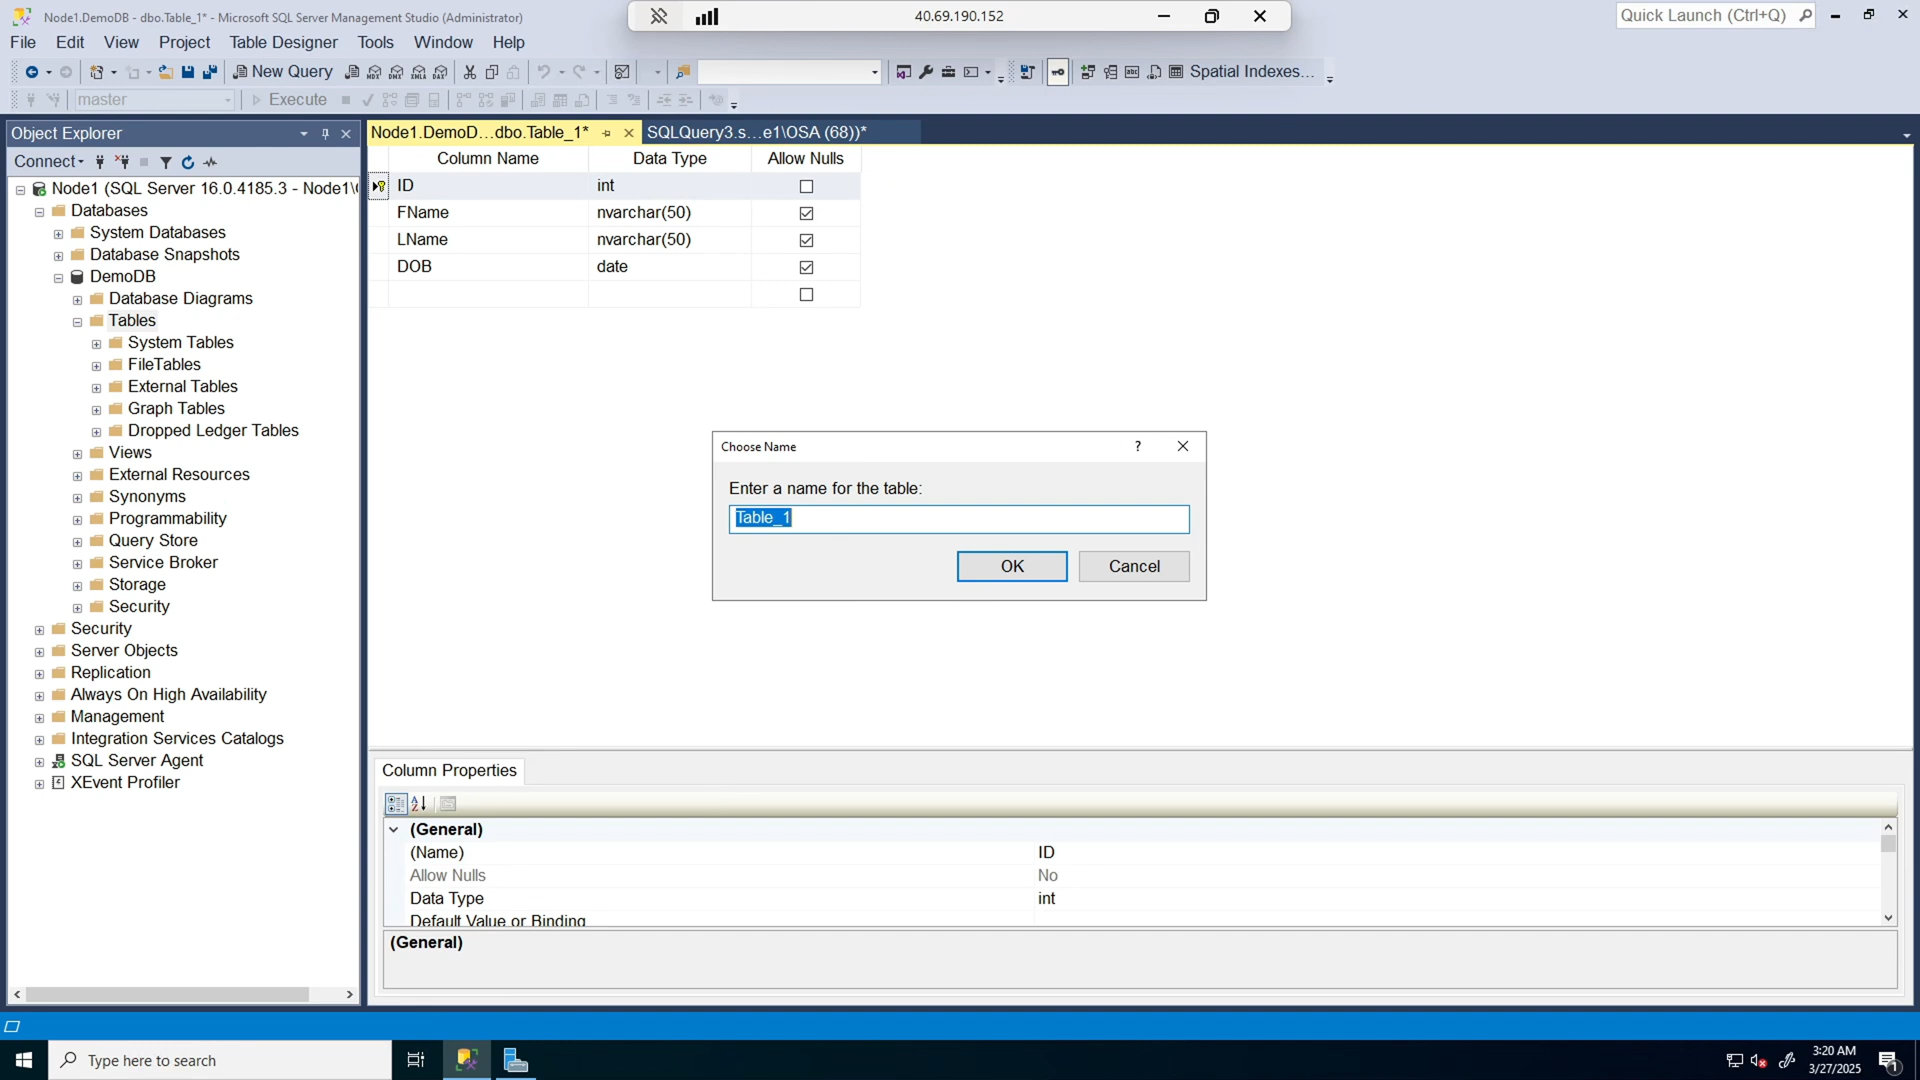 Node1.DemoDB - dbo.Table_1* - Microsoft SQL Server Management Studio (Administrator)
40.69.190.152
Quick Launch (Ctrl+Q)
File Edit View Project Table Designer Tools Window Help
New Query
Spatial Indexes...
master
Execute
Object Explorer
Node1.DemoD...dbo.Table_1*
SQLQuery3.s...e1\OSA (68))*
Connect
Node1 (SQL Server 16.0.4185.3 - Node1\
Databases
System Databases
Database Snapshots
DemoDB
Database Diagrams
Tables
System Tables
FileTables
External Tables
Graph Tables
Dropped Ledger Tables
Views
External Resources
Synonyms
Programmability
Query Store
Service Broker
Storage
Security
Security
Server Objects
Replication
Always On High Availability
Management
Integration Services Catalogs
SQL Server Agent
XEvent Profiler
Column Name Data Type Allow Nulls
ID int
FName nvarchar(50)
LName nvarchar(50)
DOB date
Choose Name
?
Enter a name for the table:
Table_1
OK Cancel
Column Properties
(General)
(Name) ID
Allow Nulls No
Data Type int
Default Value or Binding
(General)
Type here to search
3:20 AM
3/27/2025
1